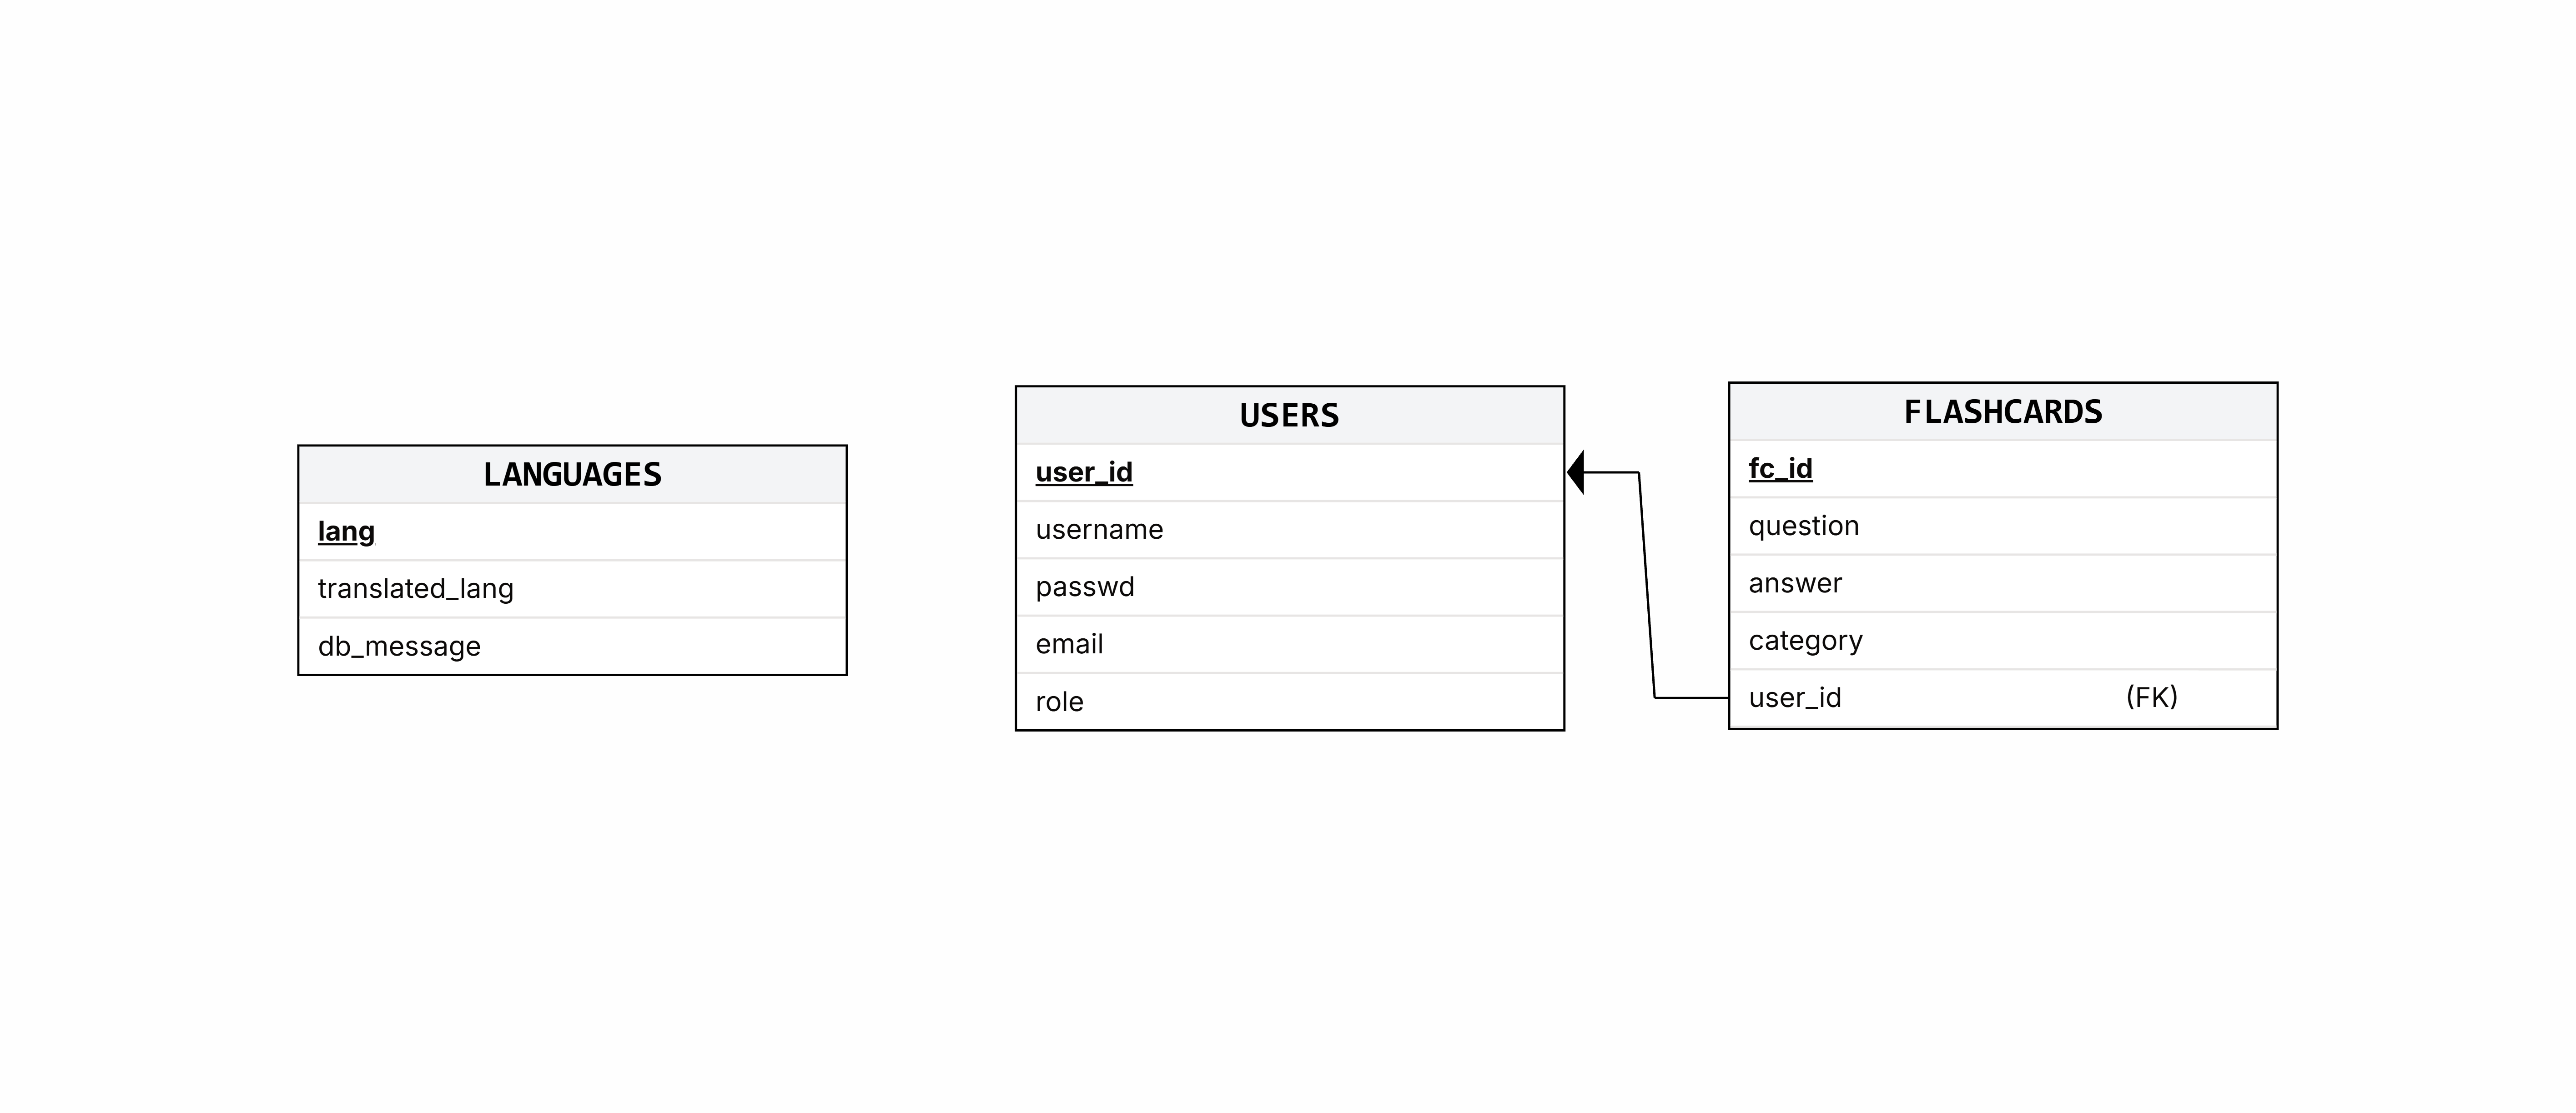 LANGUAGES
lang
translated_lang
db_message
USERS
user_id
username
passwd
email
role
FLASHCARDS
fc_id
question
answer
category
user_id (FK)